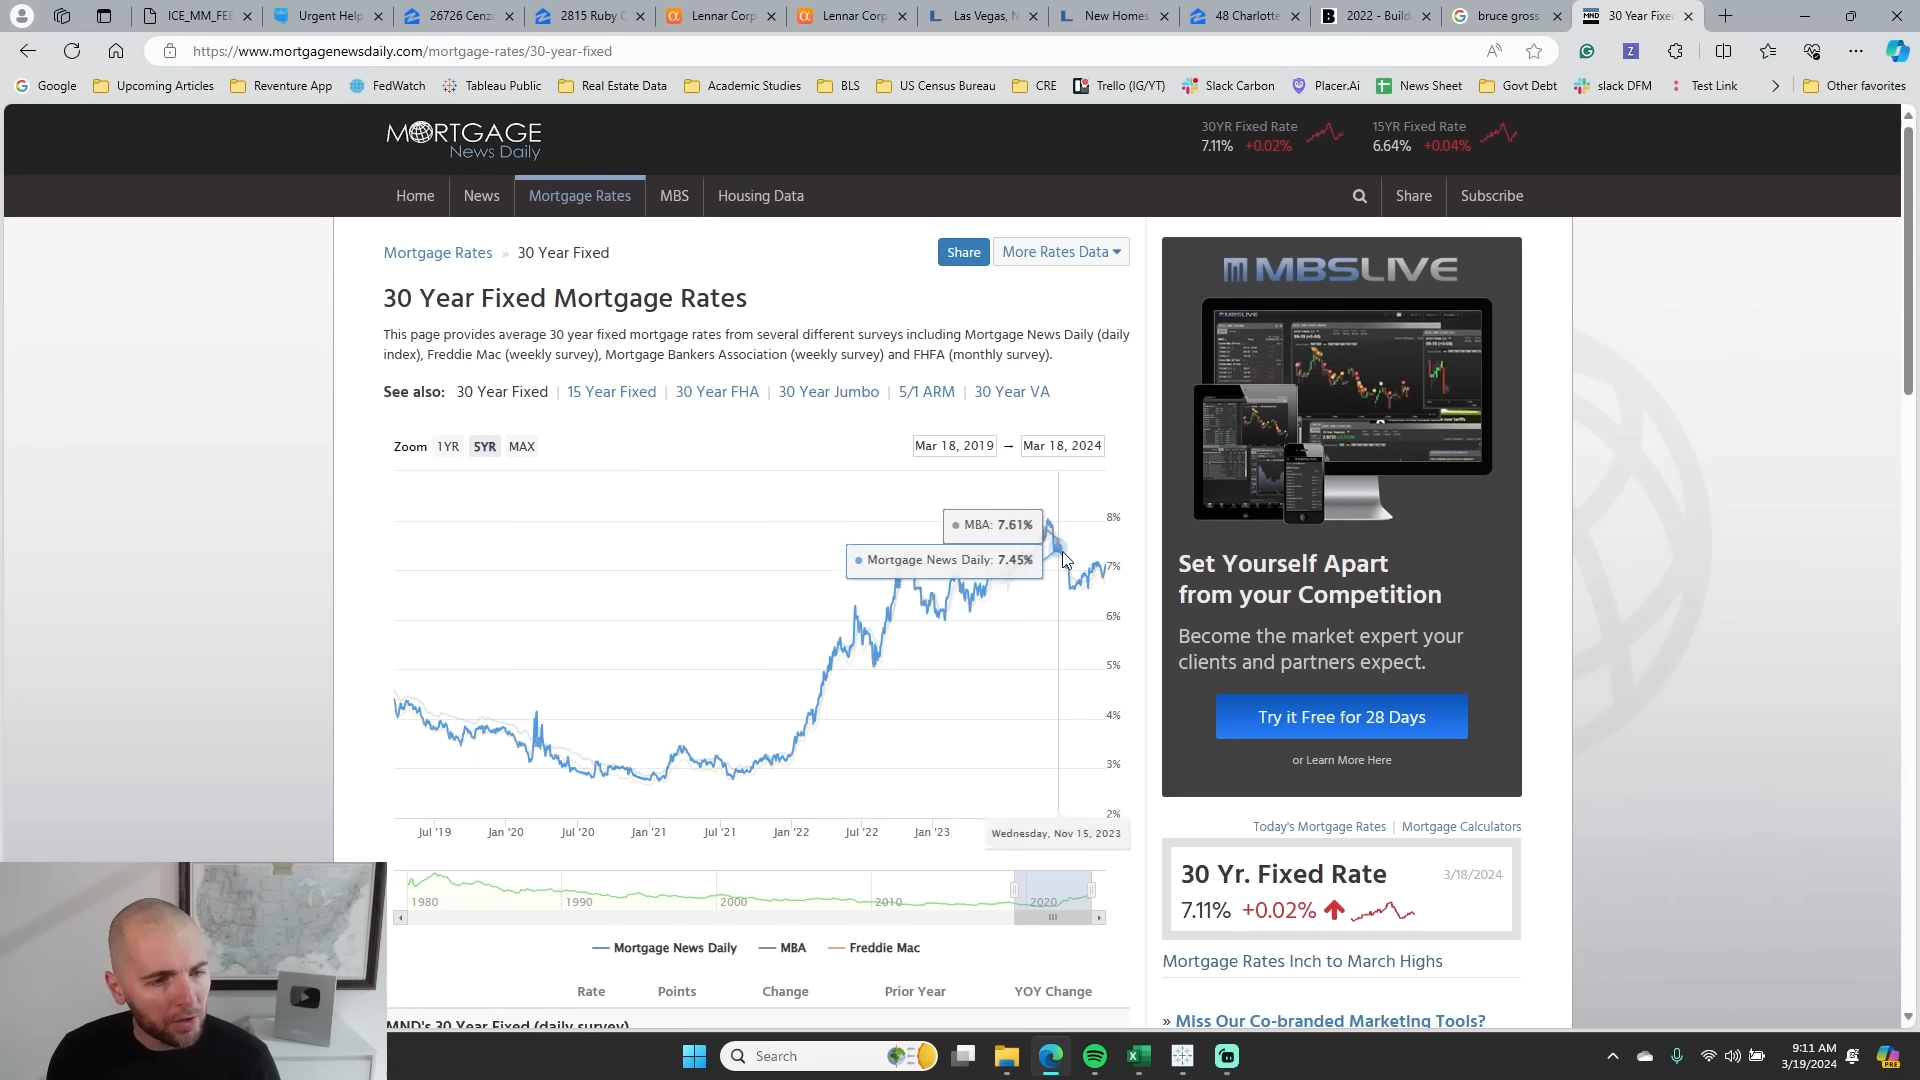 ICE_MM_FEE
Urgent Help
26726 Cenz
2815 Ruby C
Lennar Corp
Lennar Corp
Las Vegas, N
New Homes
48 Charlotte
2022 - Build
bruce gross
30 Year Fixe
https://www.mortgagenewsdaily.com/mortgage-rates/30-year-fixed
Google
Upcoming Articles
Reventure App
FedWatch
Tableau Public
Real Estate Data
Academic Studies
BLS
US Census Bureau
CRE
Trello (IG/YT)
Slack Carbon
Placer.Ai
News Sheet
Govt Debt
slack DFM
Test Link
Other favorites
MORTGAGE
News Daily
30YR Fixed Rate
7.11% +0.02%
15YR Fixed Rate
6.64% +0.04%
Home
News
Mortgage Rates
MBS
Housing Data
Share
Subscribe
Mortgage Rates » 30 Year Fixed
Share
More Rates Data
30 Year Fixed Mortgage Rates
This page provides average 30 year fixed mortgage rates from several different surveys including Mortgage News Daily (daily
index), Freddie Mac (weekly survey), Mortgage Bankers Association (weekly survey) and FHFA (monthly survey).
See also: 30 Year Fixed | 15 Year Fixed | 30 Year FHA | 30 Year Jumbo | 5/1 ARM | 30 Year VA
Zoom 1YR 5YR MAX
Mar 18, 2019 → Mar 18, 2024
MBA: 7.61%
Mortgage News Daily: 7.45%
8%
7%
6%
5%
4%
3%
2%
Jul '19
Jan '20
Jul '20
Jan '21
Jul '21
Jan '22
Jul '22
Jan '23
Wednesday, Nov 15, 2023
1980
1990
2000
2010
2020
Mortgage News Daily
MBA
Freddie Mac
Rate
Points
Change
Prior Year
YOY Change
MND's 30 Year Fixed (daily survey)
MBSLIVE
Set Yourself Apart
from your Competition
Become the market expert your
clients and partners expect.
Try it Free for 28 Days
or Learn More Here
Today's Mortgage Rates | Mortgage Calculators
30 Yr. Fixed Rate
3/18/2024
7.11% +0.02%
Mortgage Rates Inch to March Highs
» Miss Our Co-branded Marketing Tools?
Search
9:11 AM
3/19/2024